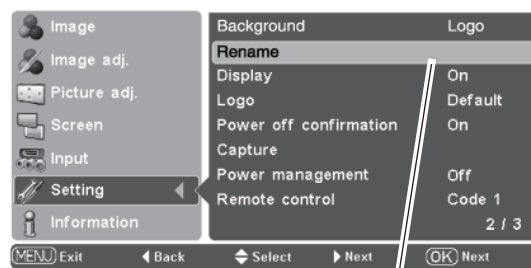 Image
Image adj.
Picture adj.
Screen
Input
Setting
Information
Background Logo
Rename
Display On
Logo Default
Power off confirmation On
Capture
Power management Off
Remote control Code 1
2 / 3
MENU Exit Back Select Next OK Next